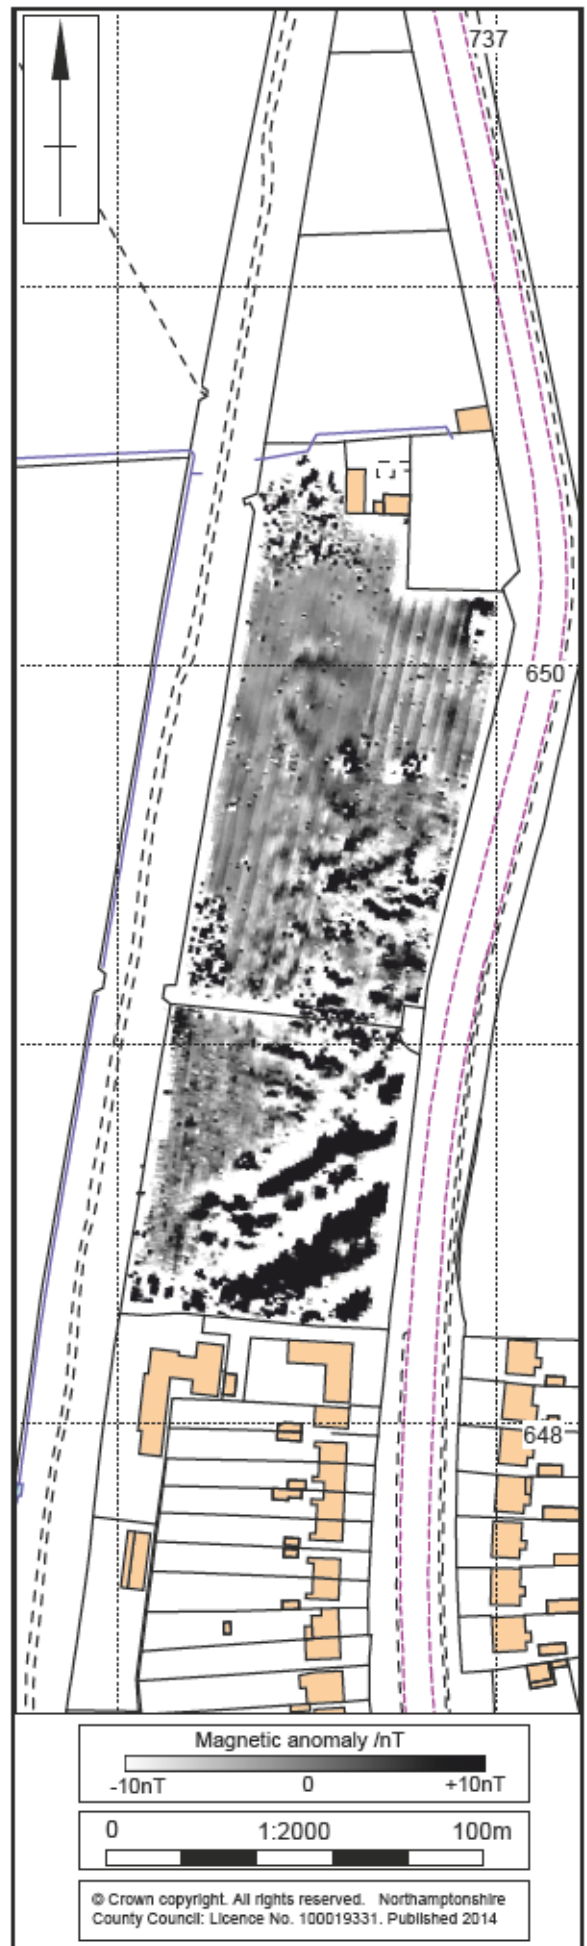 737
650
648
Magnetic anomaly /nT
-10nT 0 +10nT
0 1:2000 100m
© Crown copyright. All rights reserved. Northamptonshire
County Council: Licence No. 100019331. Published 2014